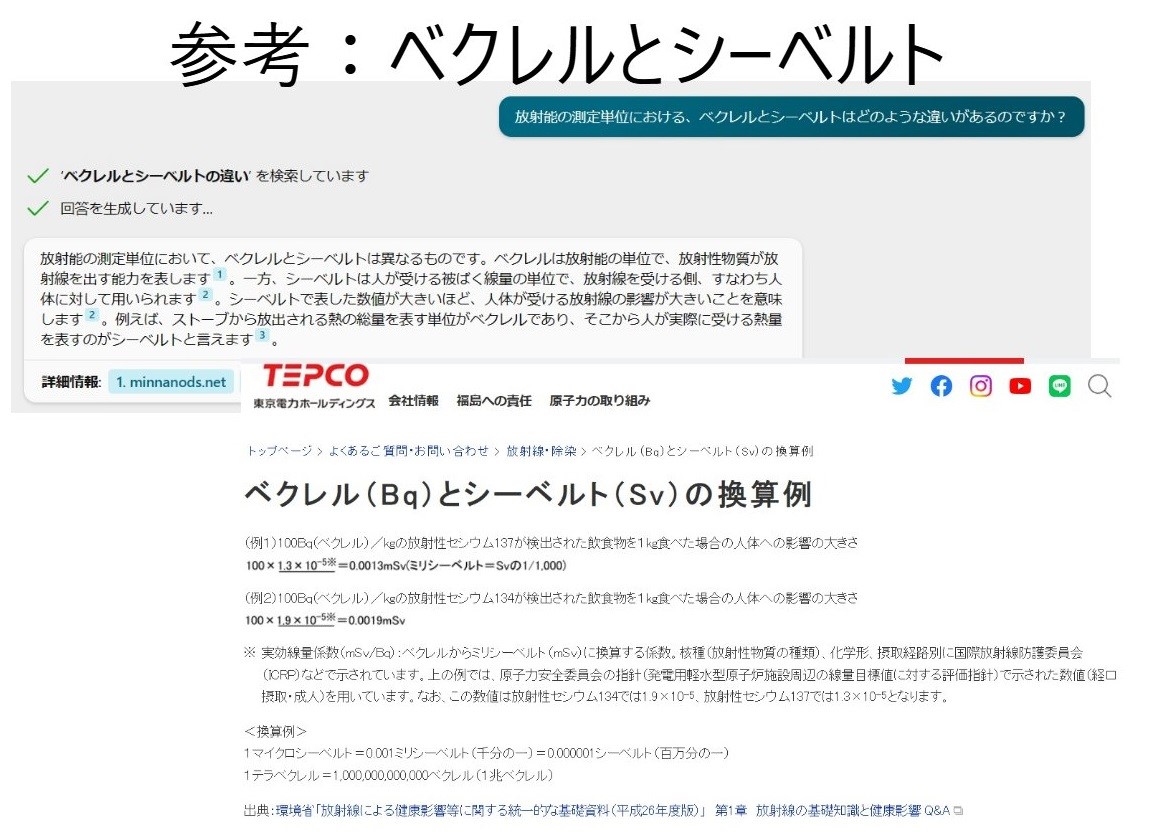 参考：ベクレルとシーベルト
放射能の測定単位における、ベクレルとシーベルトはどのような違いがあるのですか？
'ベクレルとシーベルトの違い' を検索しています
回答を生成しています...
放射能の測定単位において、ベクレルとシーベルトは異なるものです。ベクレルは放射能の単位で、放射性物質が放
射線を出す能力を表します 1 。一方、シーベルトは人が受ける被ばく線量の単位で、放射線を受ける側、すなわち人
体に対して用いられます 2 。シーベルトで表した数値が大きいほど、人体が受ける放射線の影響が大きいことを意味
します 2 。例えば、ストーブから放出される熱の総量を表す単位がベクレルであり、そこから人が実際に受ける熱量
を表すのがシーベルトと言えます 3 。
詳細情報: 1. minnanods.net
TEPCO
東京電力ホールディングス 会社情報 福島への責任 原子力の取り組み
トップページ > よくあるご質問・お問い合わせ > 放射線・除染 > ベクレル（Bq）とシーベルト（Sv）の換算例
ベクレル（Bq）とシーベルト（Sv）の換算例
（例1）100Bq(ベクレル)／kgの放射性セシウム137が検出された飲食物を1kg食べた場合の人体への影響の大きさ
100×1.3×10⁻⁵※＝0.0013mSv(ミリシーベルト＝Svの1/1,000)
（例2）100Bq(ベクレル)／kgの放射性セシウム134が検出された飲食物を1kg食べた場合の人体への影響の大きさ
100×1.9×10⁻⁵※＝0.0019mSv
※ 実効線量係数(mSv/Bq)：ベクレルからミリシーベルト(mSv)に換算する係数。核種(放射性物質の種類)、化学形、摂取経路別に国際放射線防護委員会
(ICRP)などで示されています。上の例では、原子力安全委員会の指針(発電用軽水型原子炉施設周辺の線量目標値に対する評価指針)で示された数値(経口
摂取・成人)を用いています。なお、この数値は放射性セシウム134では1.9×10⁻⁵、放射性セシウム137では1.3×10⁻⁵となります。
＜換算例＞
1マイクロシーベルト＝0.001ミリシーベルト(千分の一)＝0.000001シーベルト(百万分の一)
1テラベクレル＝1,000,000,000,000ベクレル(1兆ベクレル)
出典：環境省「放射線による健康影響等に関する統一的な基礎資料(平成26年度版)」 第1章 放射線の基礎知識と健康影響 Q&A